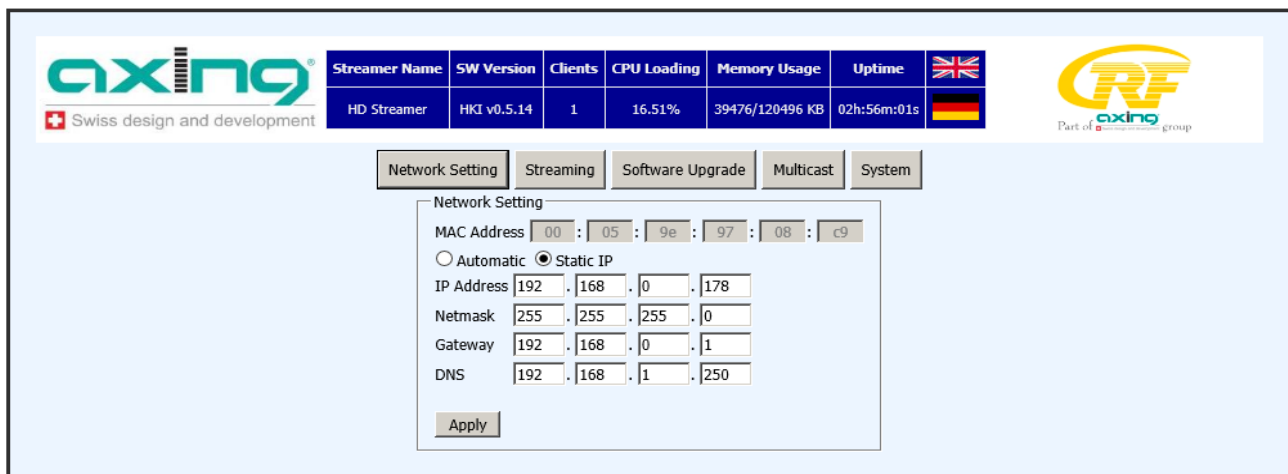 axing®
Swiss design and development
Streamer Name SW Version Clients CPU Loading Memory Usage Uptime
HD Streamer HKI v0.5.14 1 16.51% 39476/120496 KB 02h:56m:01s
CRF
Part of axing group
Network Setting Streaming Software Upgrade Multicast System
Network Setting
MAC Address 00 : 05 : 9e : 97 : 08 : c9
Automatic Static IP
IP Address 192 . 168 . 0 . 178
Netmask 255 . 255 . 255 . 0
Gateway 192 . 168 . 0 . 1
DNS 192 . 168 . 1 . 250
Apply